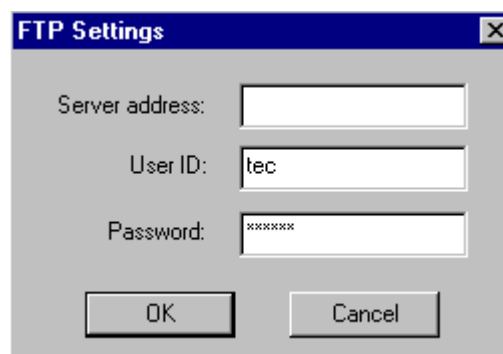 FTP Settings
Server address:
User ID: tec
Password: ******
OK Cancel